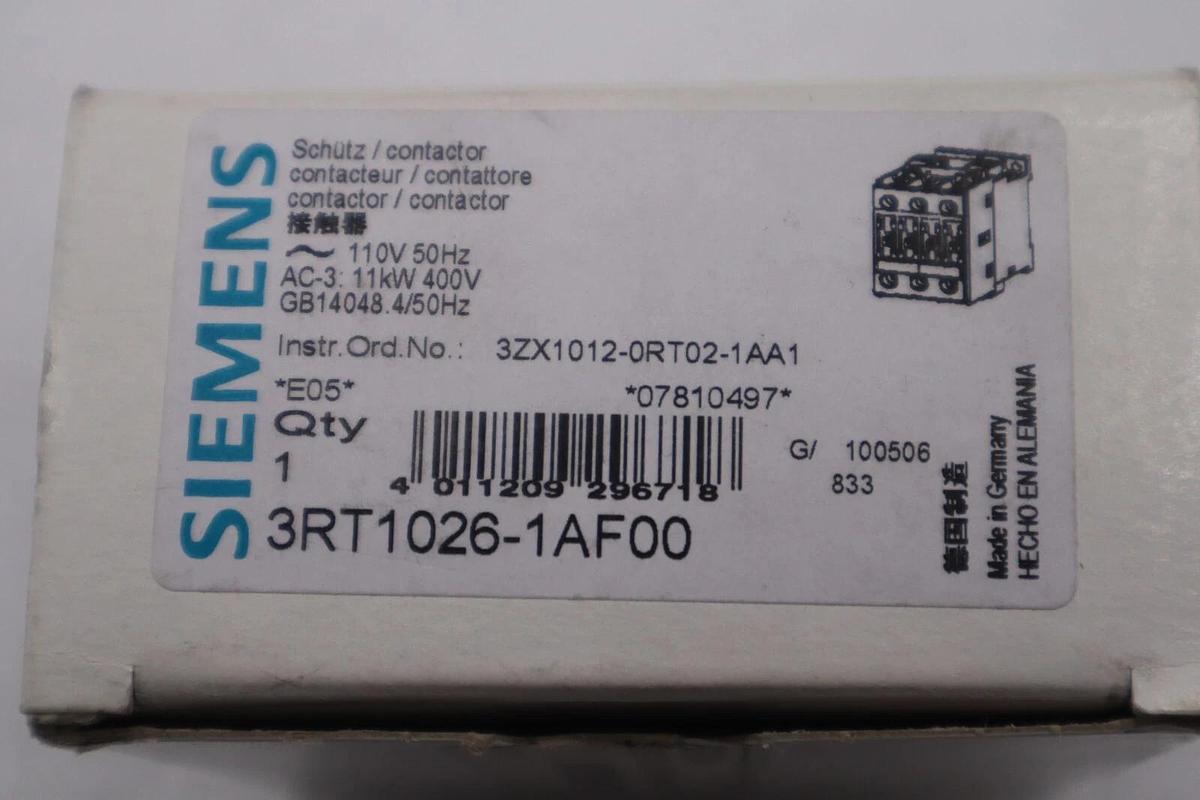 SIEMENS
Schütz / contactor
contacteur / contattore
contactor / contàctor
接触器
~ 110V 50Hz
AC-3: 11kW 400V
GB14048.4/50Hz
Instr.Ord.No.: 3ZX1012-0RT02-1AA1
*E05* *07810497*
Qty
1
4 011209 296718
G/ 100506
833
3RT1026-1AF00
德国制造
Made in Germany
HECHO EN ALEMANIA